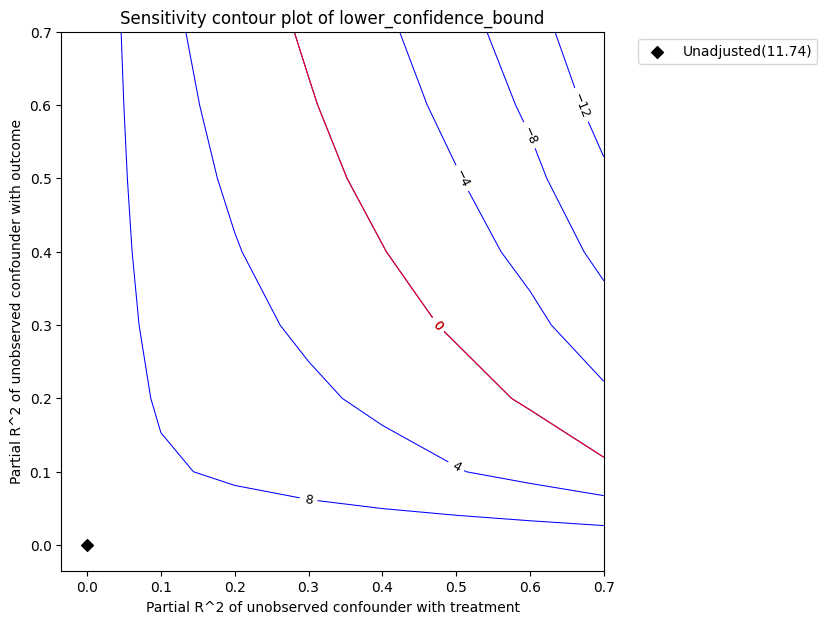 Sensitivity contour plot of lower_confidence_bound
Unadjusted(11.74)
Partial R^2 of unobserved confounder with outcome
0.7
0.6
0.5
0.4
0.3
0.2
0.1
0.0
−12
−8
−4
0
4
8
0.0 0.1 0.2 0.3 0.4 0.5 0.6 0.7
Partial R^2 of unobserved confounder with treatment